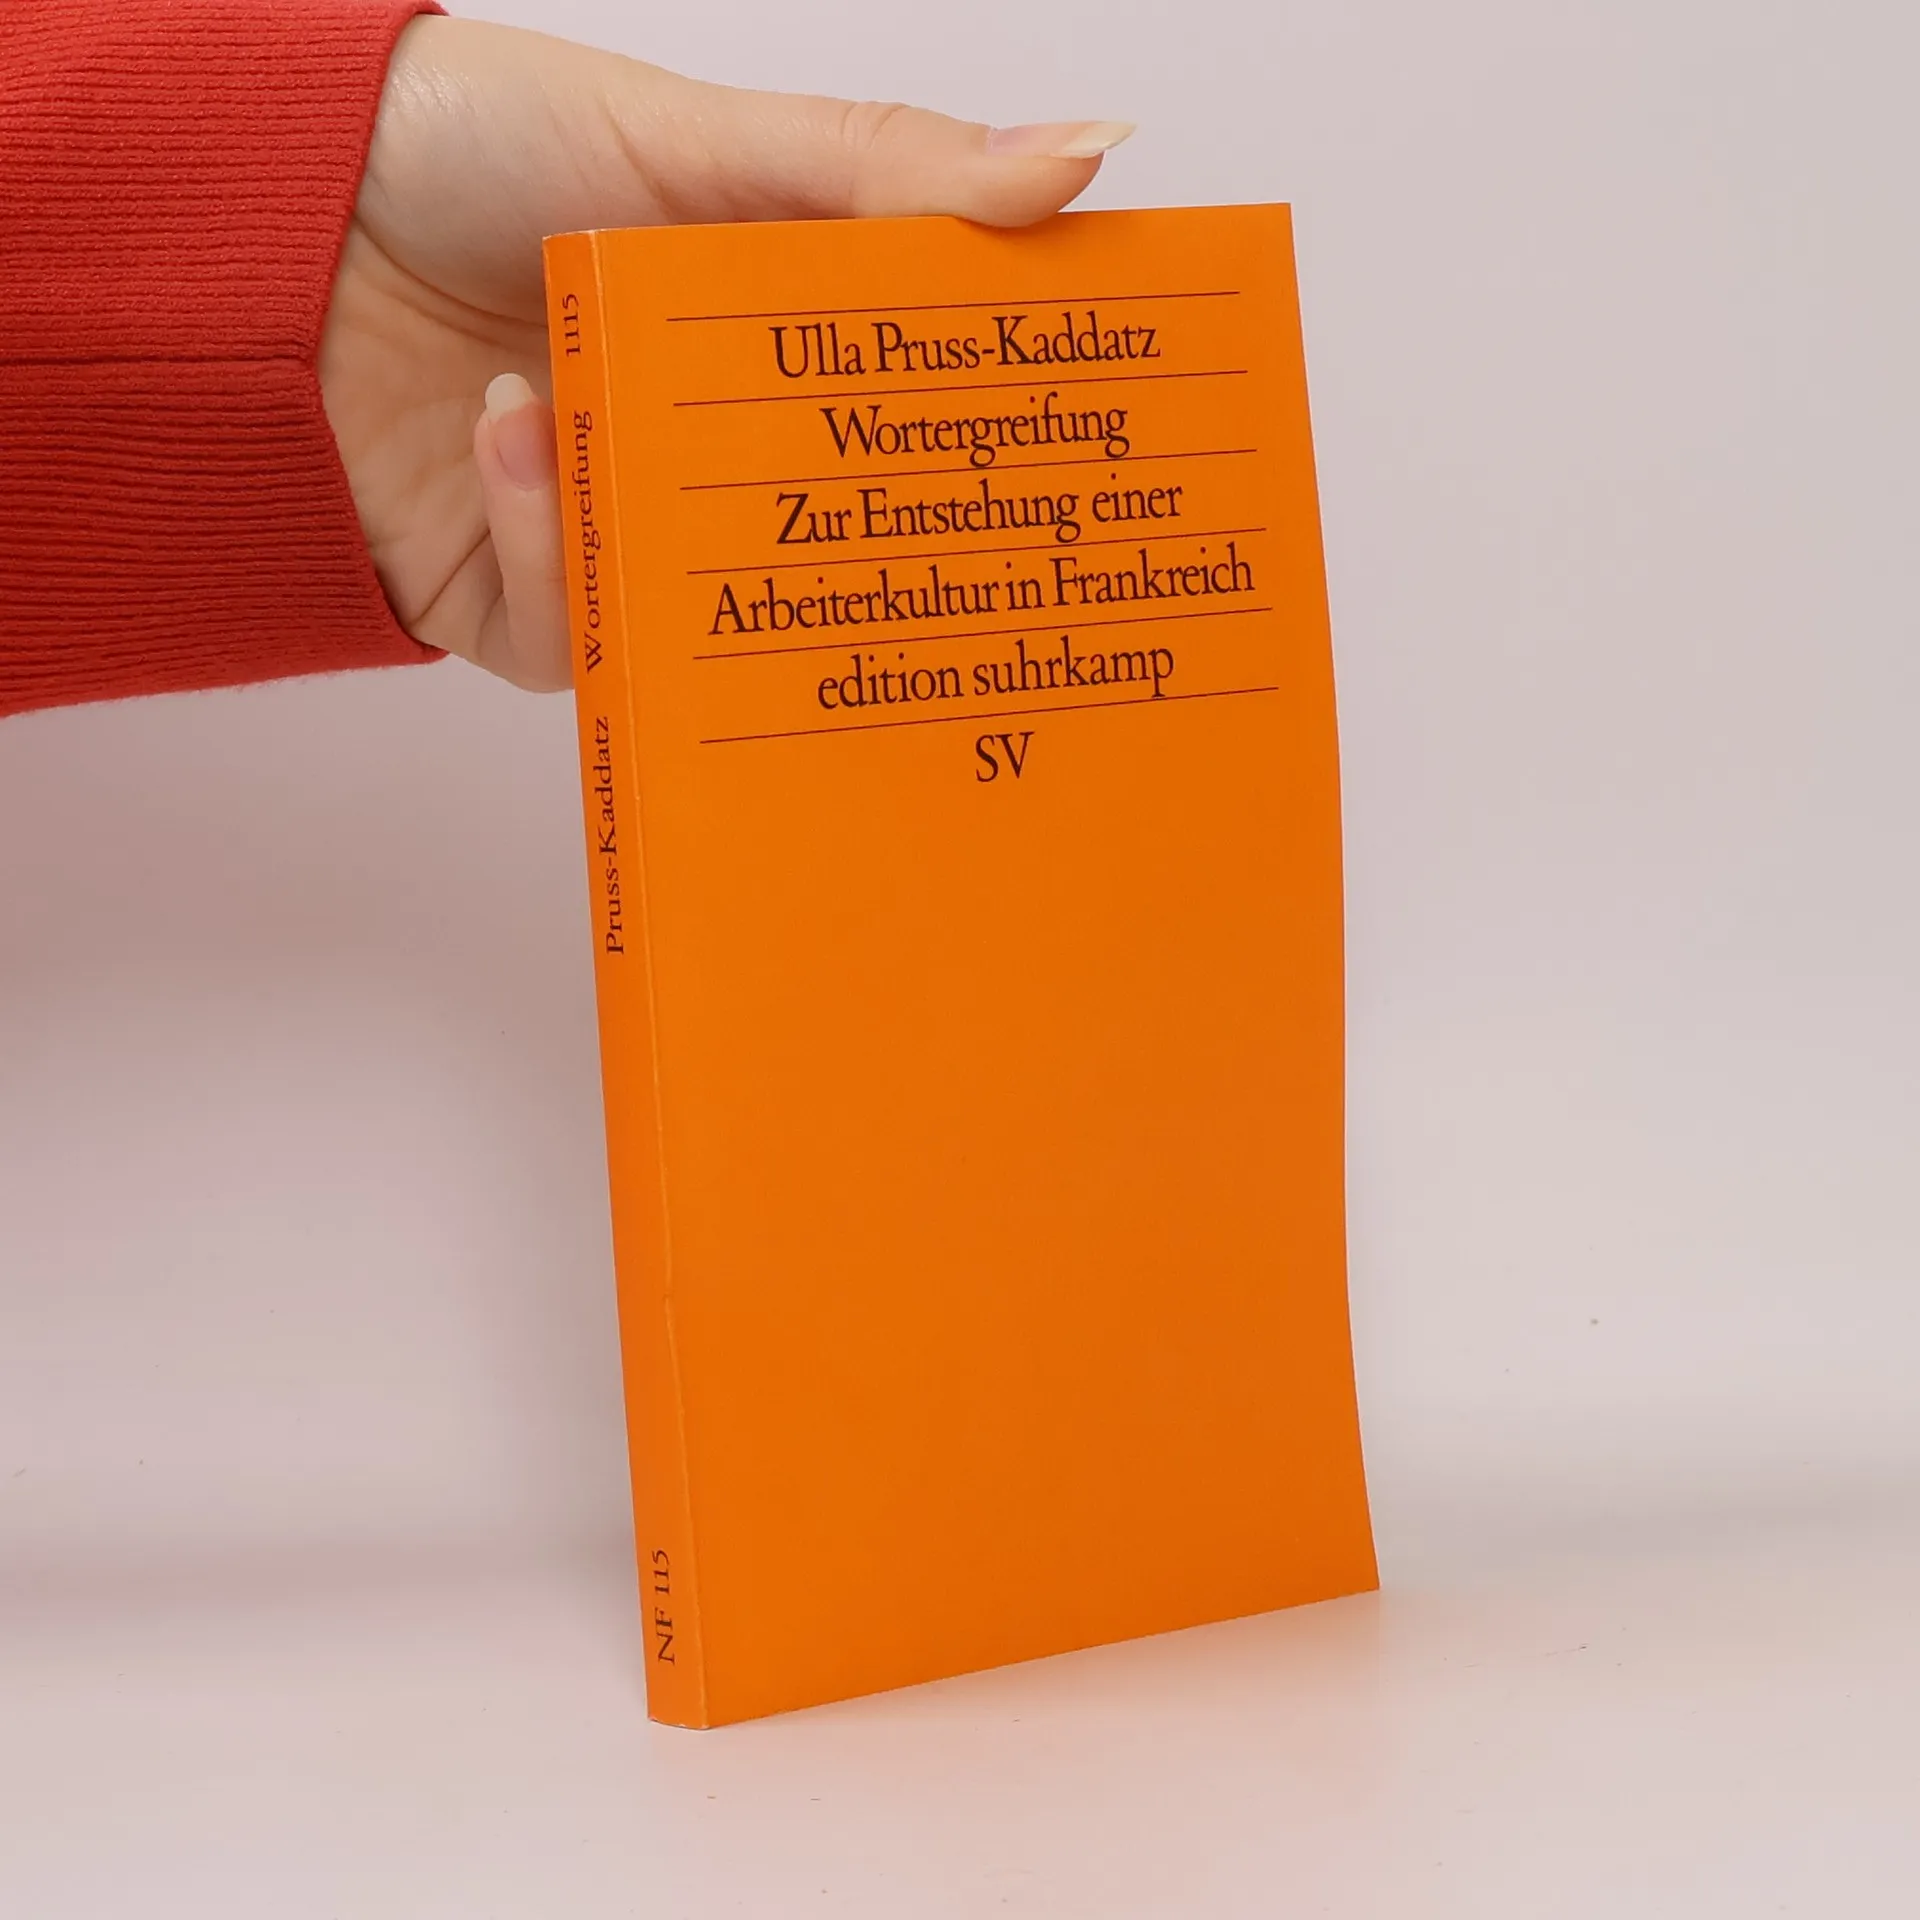 Ulla Pruss-Kaddatz
Wortergreifung
Zur Entstehung einer
Arbeiterkultur in Frankreich
edition suhrkamp
SV
Pruss-Kaddatz Wortergreifung 1115
NF 115